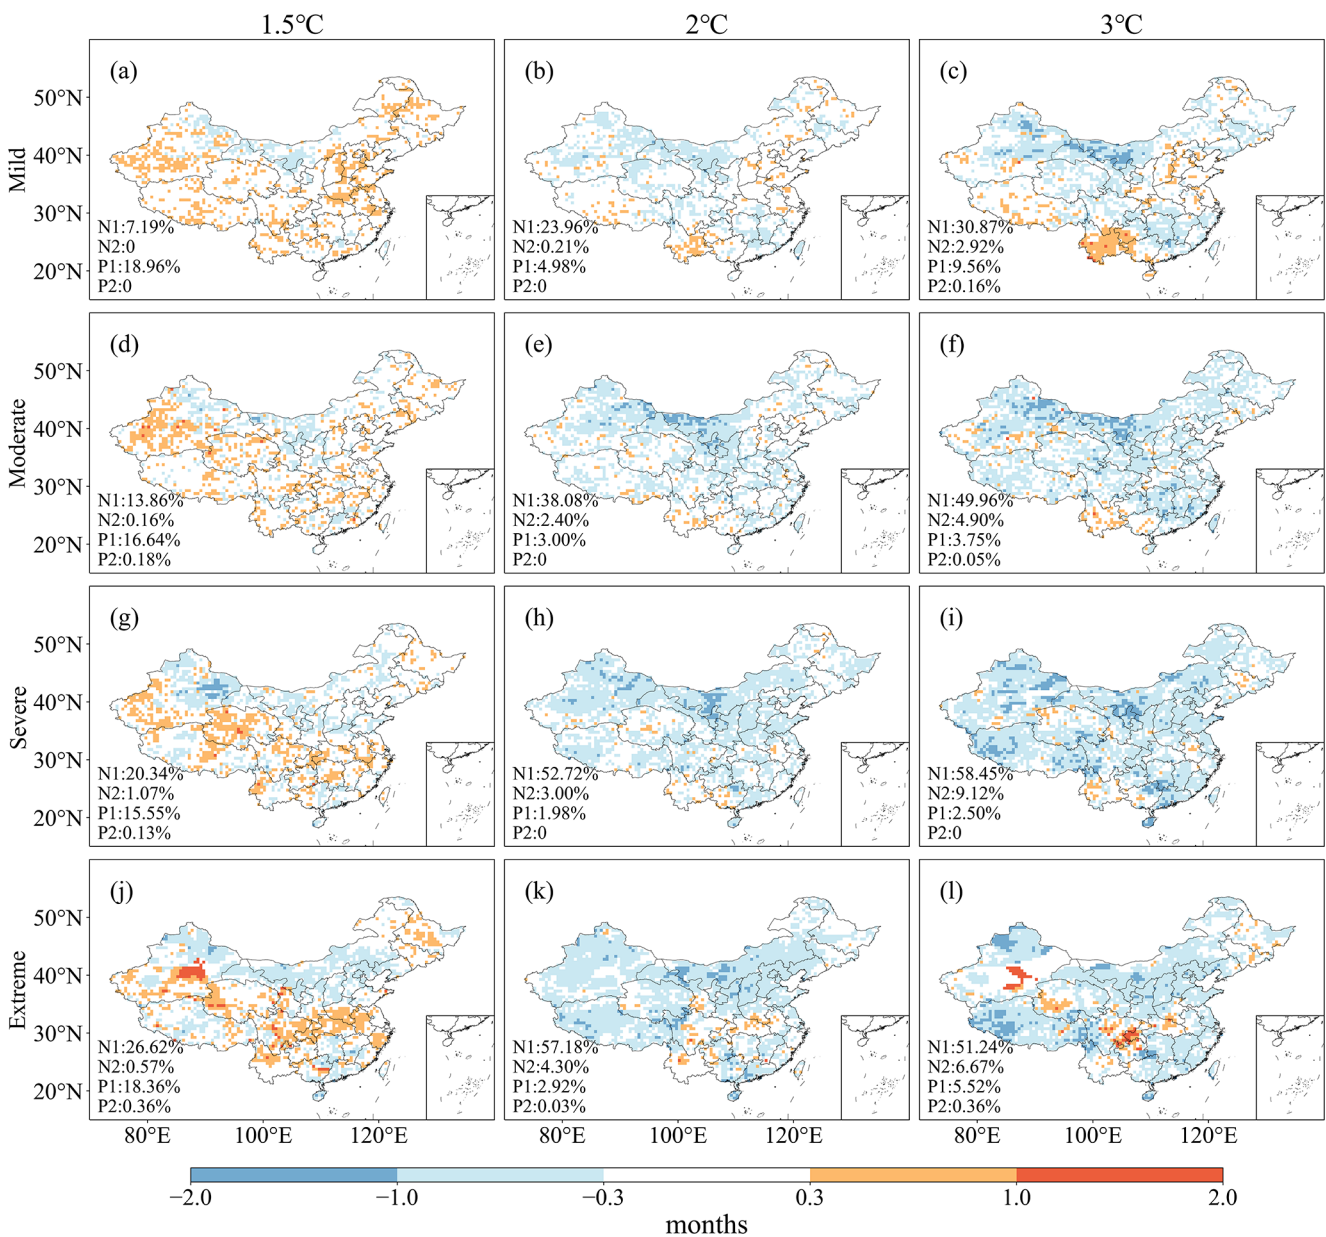 1.5℃ 2℃ 3℃
Mild
50°N
40°N
30°N
20°N
(a)
N1:7.19%
N2:0
P1:18.96%
P2:0
(b)
N1:23.96%
N2:0.21%
P1:4.98%
P2:0
(c)
N1:30.87%
N2:2.92%
P1:9.56%
P2:0.16%
Moderate
50°N
40°N
30°N
20°N
(d)
N1:13.86%
N2:0.16%
P1:16.64%
P2:0.18%
(e)
N1:38.08%
N2:2.40%
P1:3.00%
P2:0
(f)
N1:49.96%
N2:4.90%
P1:3.75%
P2:0.05%
Severe
50°N
40°N
30°N
20°N
(g)
N1:20.34%
N2:1.07%
P1:15.55%
P2:0.13%
(h)
N1:52.72%
N2:3.00%
P1:1.98%
P2:0
(i)
N1:58.45%
N2:9.12%
P1:2.50%
P2:0
Extreme
50°N
40°N
30°N
20°N
(j)
N1:26.62%
N2:0.57%
P1:18.36%
P2:0.36%
(k)
N1:57.18%
N2:4.30%
P1:2.92%
P2:0.03%
(l)
N1:51.24%
N2:6.67%
P1:5.52%
P2:0.36%
80°E 100°E 120°E 80°E 100°E 120°E 80°E 100°E 120°E
−2.0 −1.0 −0.3 0.3 1.0 2.0
months